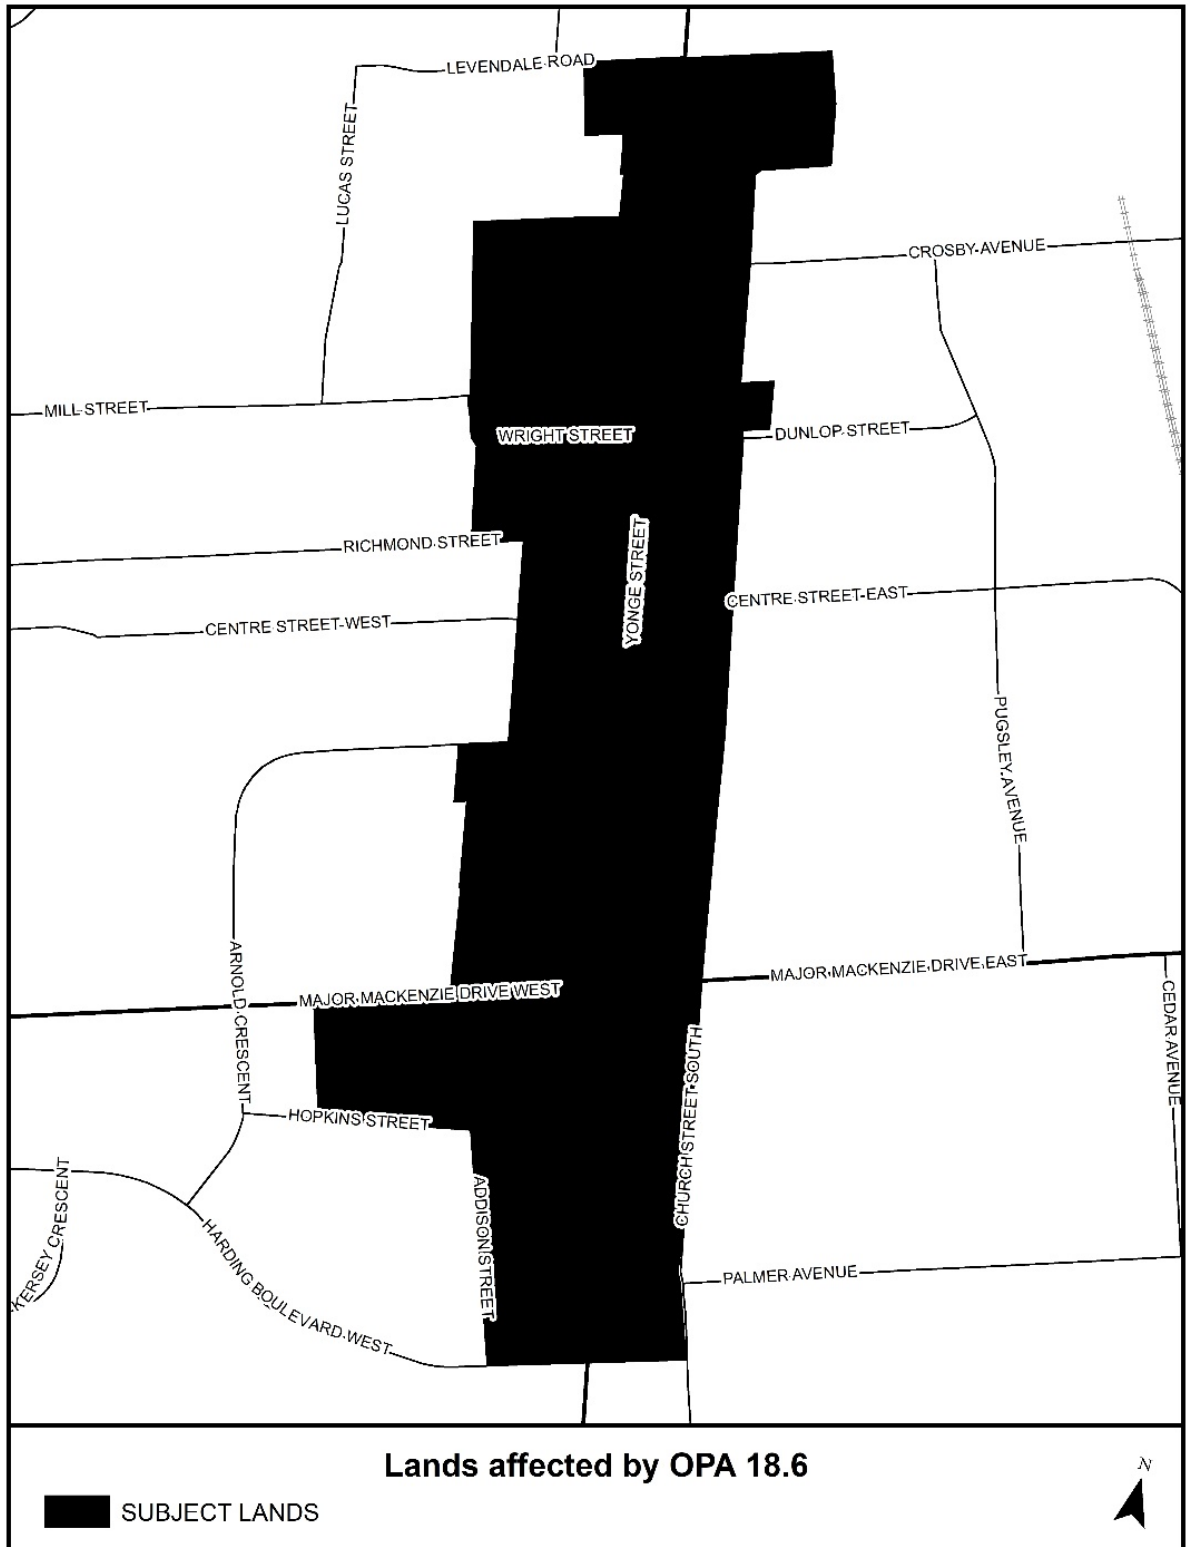 LEVENDALE ROAD
LUCAS STREET
CROSBY AVENUE
MILL STREET
WRIGHT STREET
DUNLOP STREET
RICHMOND STREET
YONGE STREET
CENTRE STREET EAST
CENTRE STREET WEST
PUGSLEY AVENUE
ARNOLD CRESCENT
MAJOR MACKENZIE DRIVE EAST
MAJOR MACKENZIE DRIVE WEST
CEDAR AVENUE
CHURCH STREET SOUTH
HOPKINS STREET
KERSEY CRESCENT
ADDISON STREET
HARDING BOULEVARD WEST
PALMER AVENUE
Lands affected by OPA 18.6
SUBJECT LANDS
N